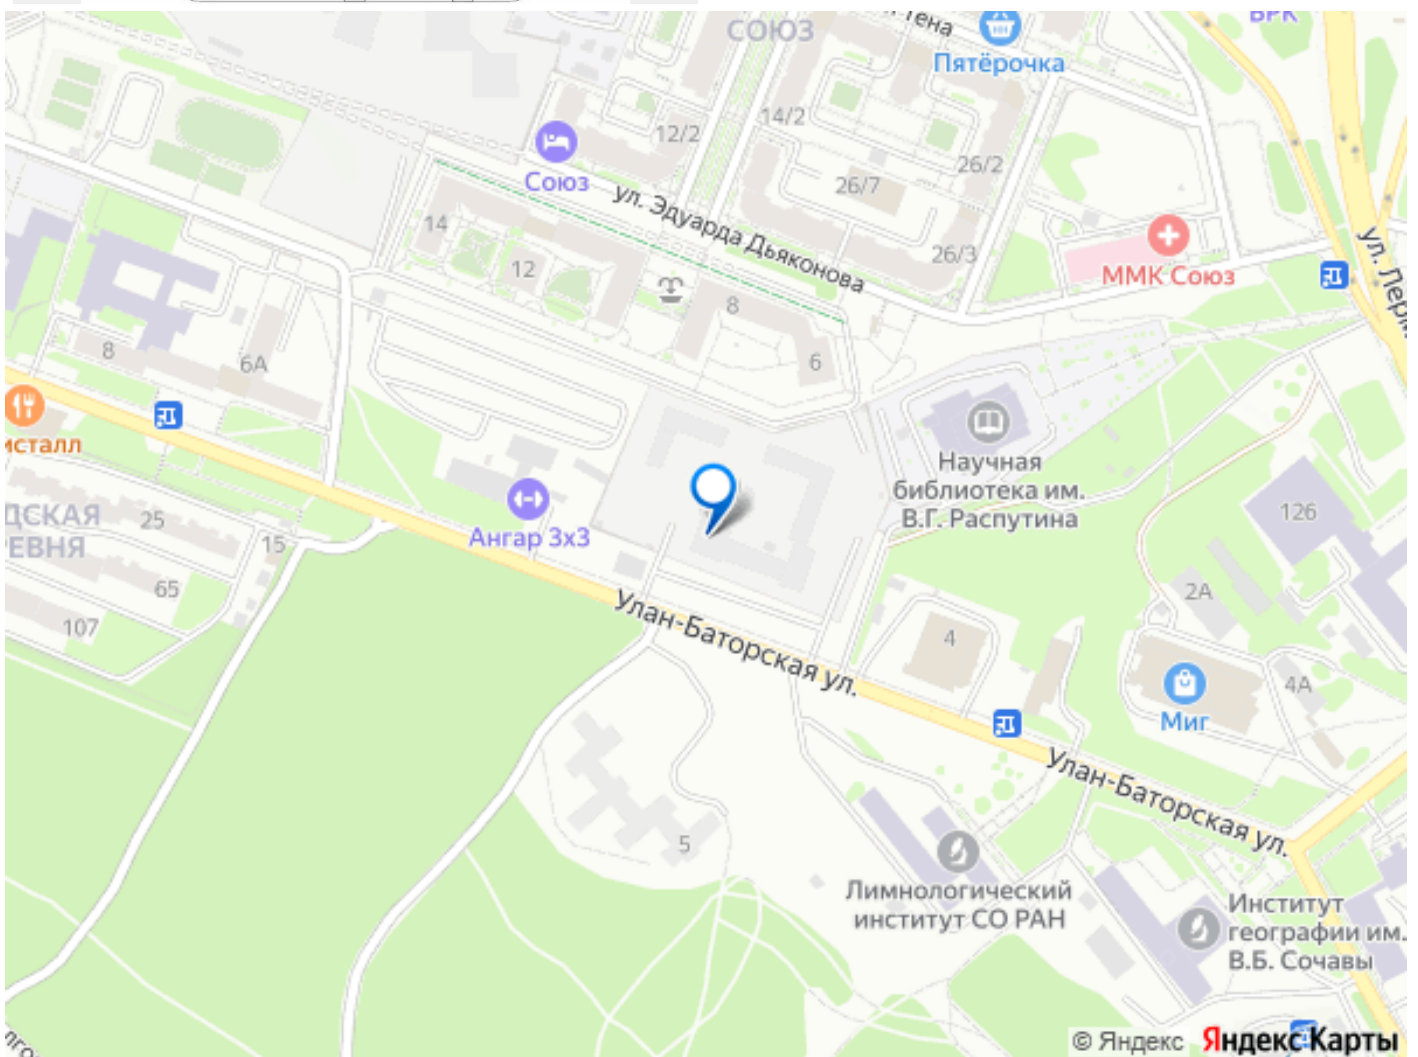 ВРК
СОЮЗ
Пятёрочка
14/2
12/2
26/2
26/7
Союз
ул. Эдуарда Дьяконова
14
12
26/3
ММК Союз
8
6
8
6А
Научная
библиотека им.
В.Г. Распутина
25
15
65
107
Ангар 3х3
126
2А
4
4А
Миг
Улан-Баторская ул.
Улан-Баторская ул.
5
Лимнологический
институт СО РАН
Институт
географии им.
В.Б. Сочавы
© Яндекс Яндекс Карты